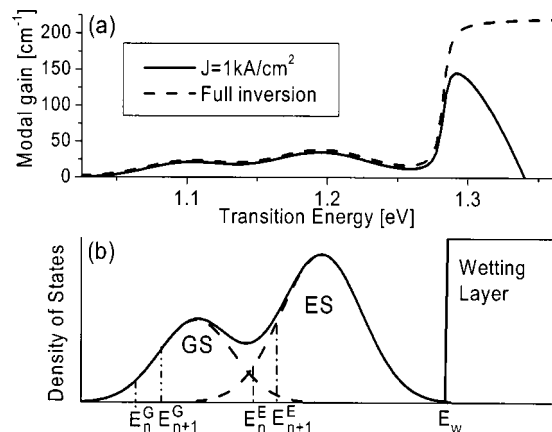 (a)
J=1kA/cm²
Full inversion
Modal gain [cm⁻¹]
200
150
100
50
0
1.1
1.2
1.3
Transition Energy [eV]
(b)
Density of States
GS
ES
Wetting
Layer
E_n^G
E_{n+1}^G
E_n^E
E_{n+1}^E
E_w